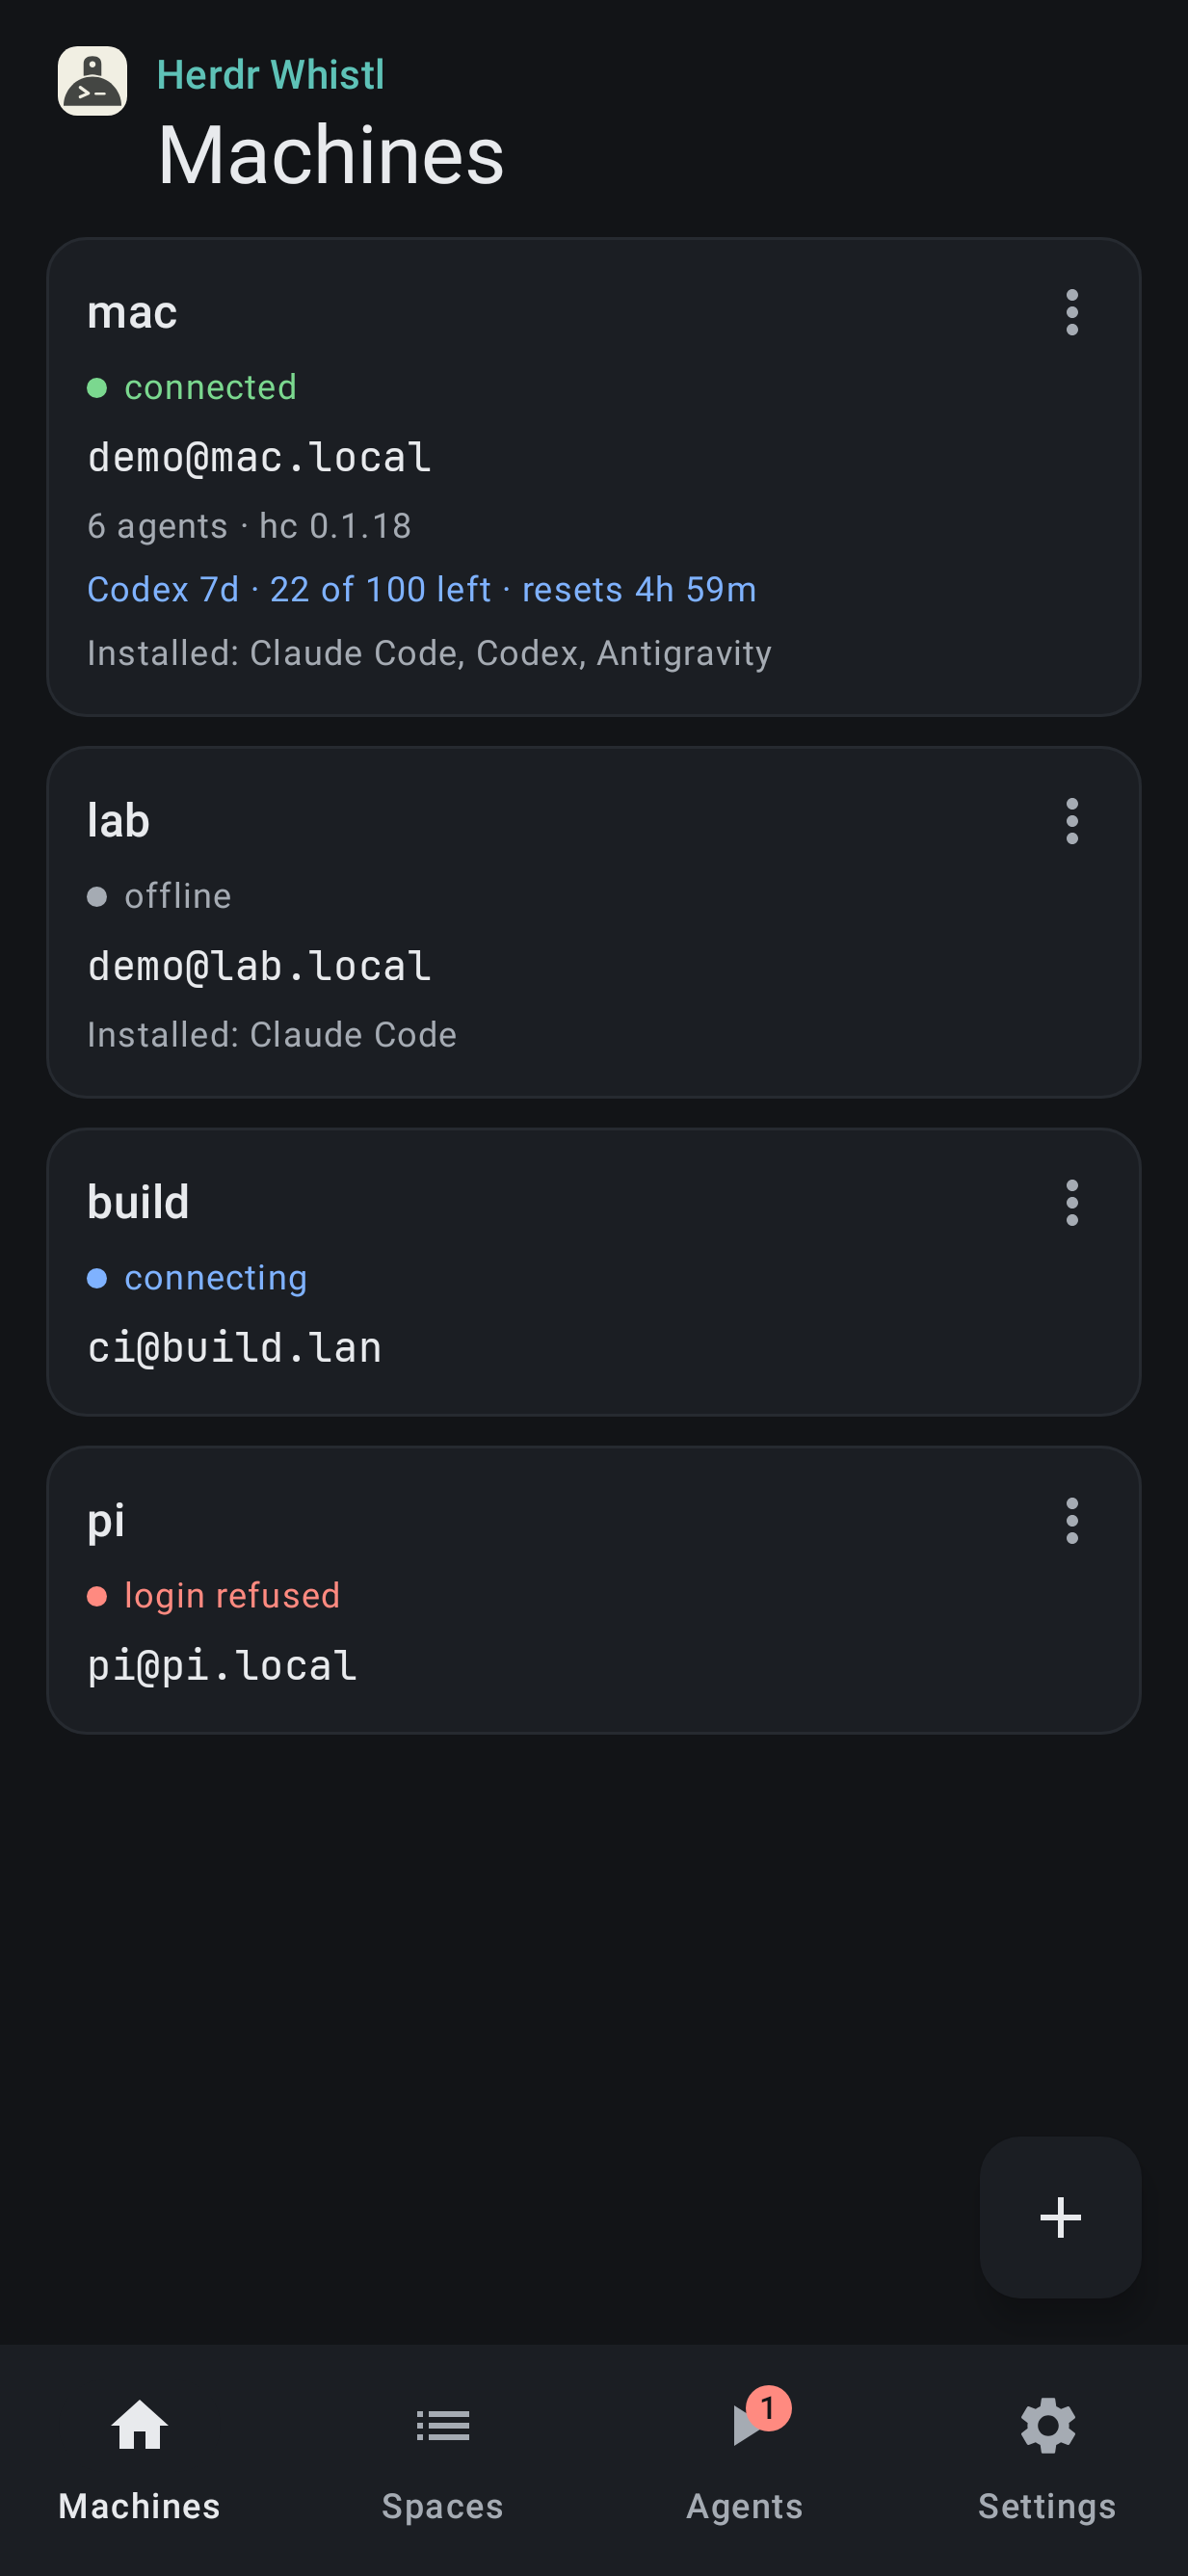 Herdr Whistl
Machines
mac
connected
demo@mac.local
6 agents · hc 0.1.18
Codex 7d · 22 of 100 left · resets 4h 59m
Installed: Claude Code, Codex, Antigravity
lab
offline
demo@lab.local
Installed: Claude Code
build
connecting
ci@build.lan
pi
login refused
pi@pi.local
1
Machines
Spaces
Agents
Settings